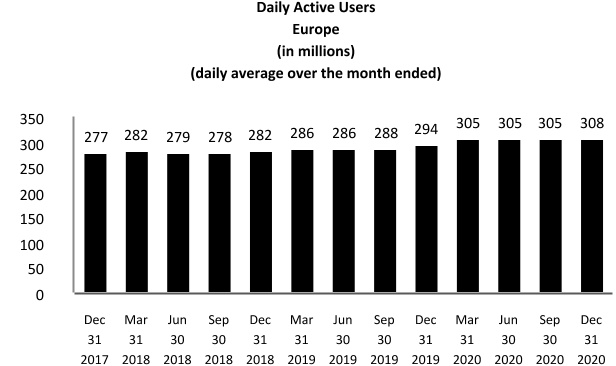 Daily Active Users
Europe
(in millions)
(daily average over the month ended)
350
300
250
200
150
100
50
0
277 282 279 278 282 286 286 288 294 305 305 305 308
Dec Mar Jun Sep Dec Mar Jun Sep Dec Mar Jun Sep Dec
31 31 30 30 31 31 30 30 31 31 30 30 31
2017 2018 2018 2018 2018 2019 2019 2019 2019 2020 2020 2020 2020